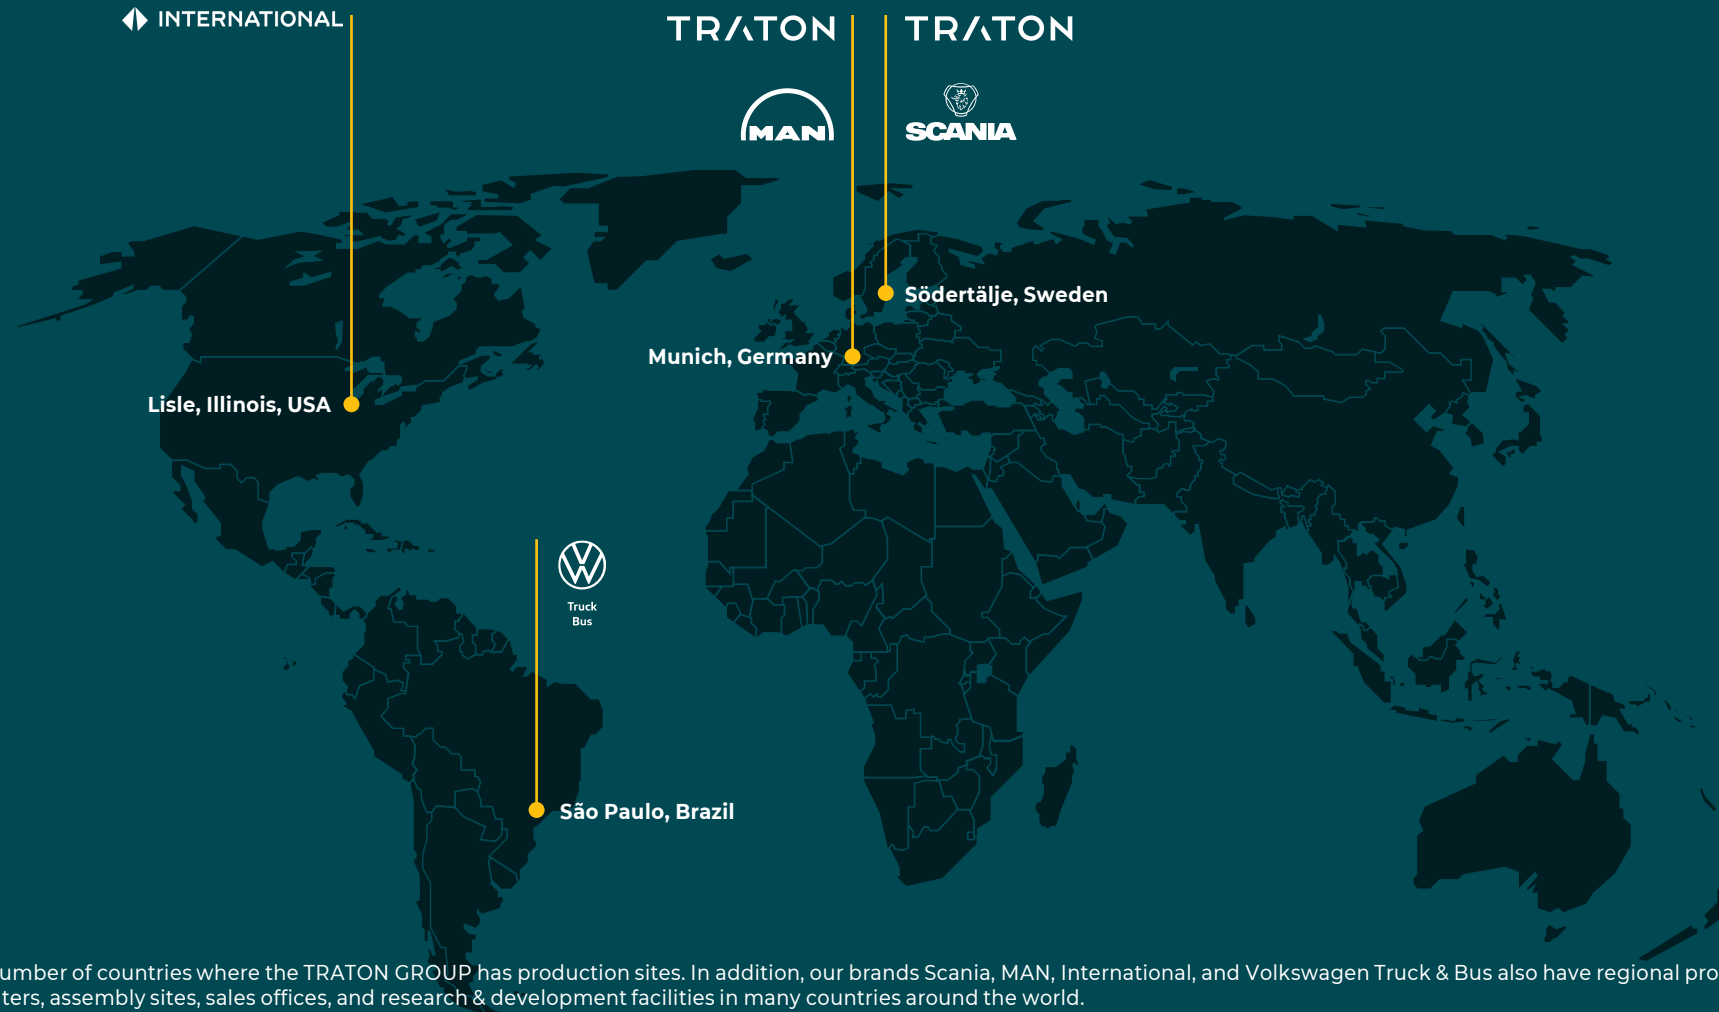 INTERNATIONAL
TRATON
TRATON
MAN
SCANIA
Södertälje, Sweden
Munich, Germany
Lisle, Illinois, USA
Truck
Bus
São Paulo, Brazil
umber of countries where the TRATON GROUP has production sites. In addition, our brands Scania, MAN, International, and Volkswagen Truck & Bus also have regional pro
ters, assembly sites, sales offices, and research & development facilities in many countries around the world.